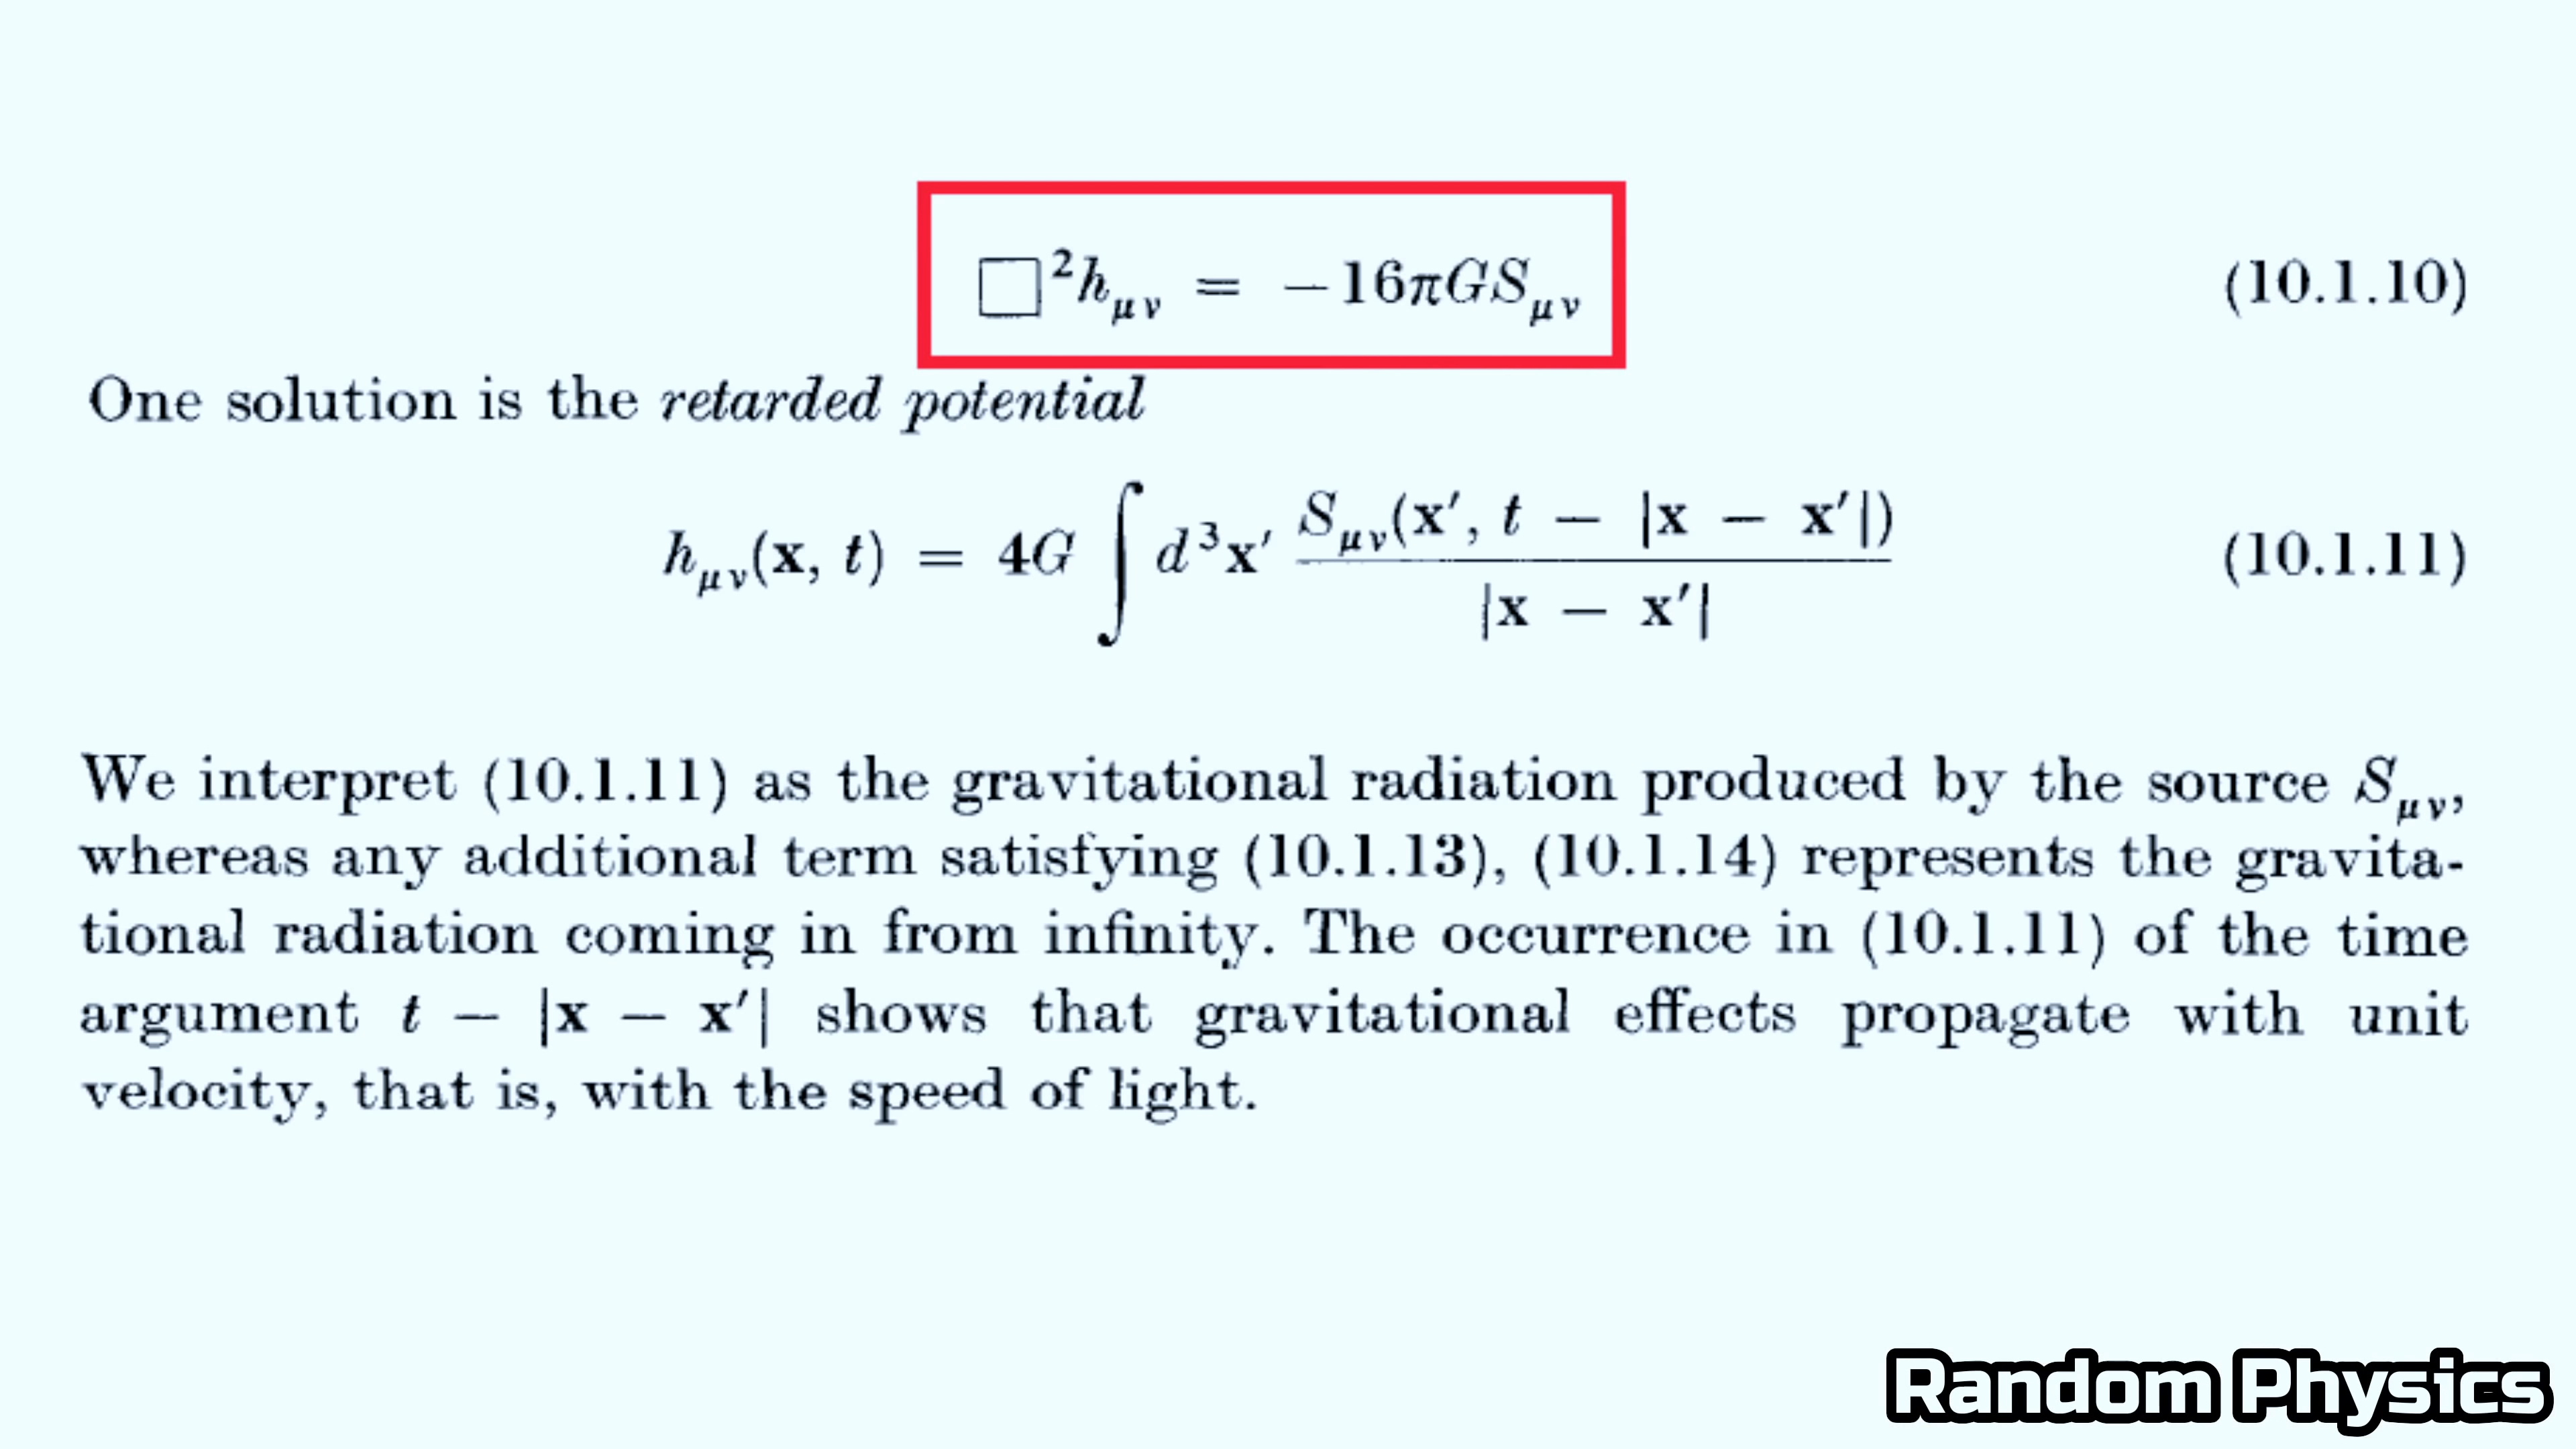 □²h_μν = −16πGS_μν (10.1.10)
One solution is the retarded potential
h_μν(x, t) = 4G ∫ d³x′ S_μν(x′, t − |x − x′|) / |x − x′| (10.1.11)
We interpret (10.1.11) as the gravitational radiation produced by the source S_μν,
whereas any additional term satisfying (10.1.13), (10.1.14) represents the gravita-
tional radiation coming in from infinity. The occurrence in (10.1.11) of the time
argument t − |x − x′| shows that gravitational effects propagate with unit
velocity, that is, with the speed of light.
Random Physics